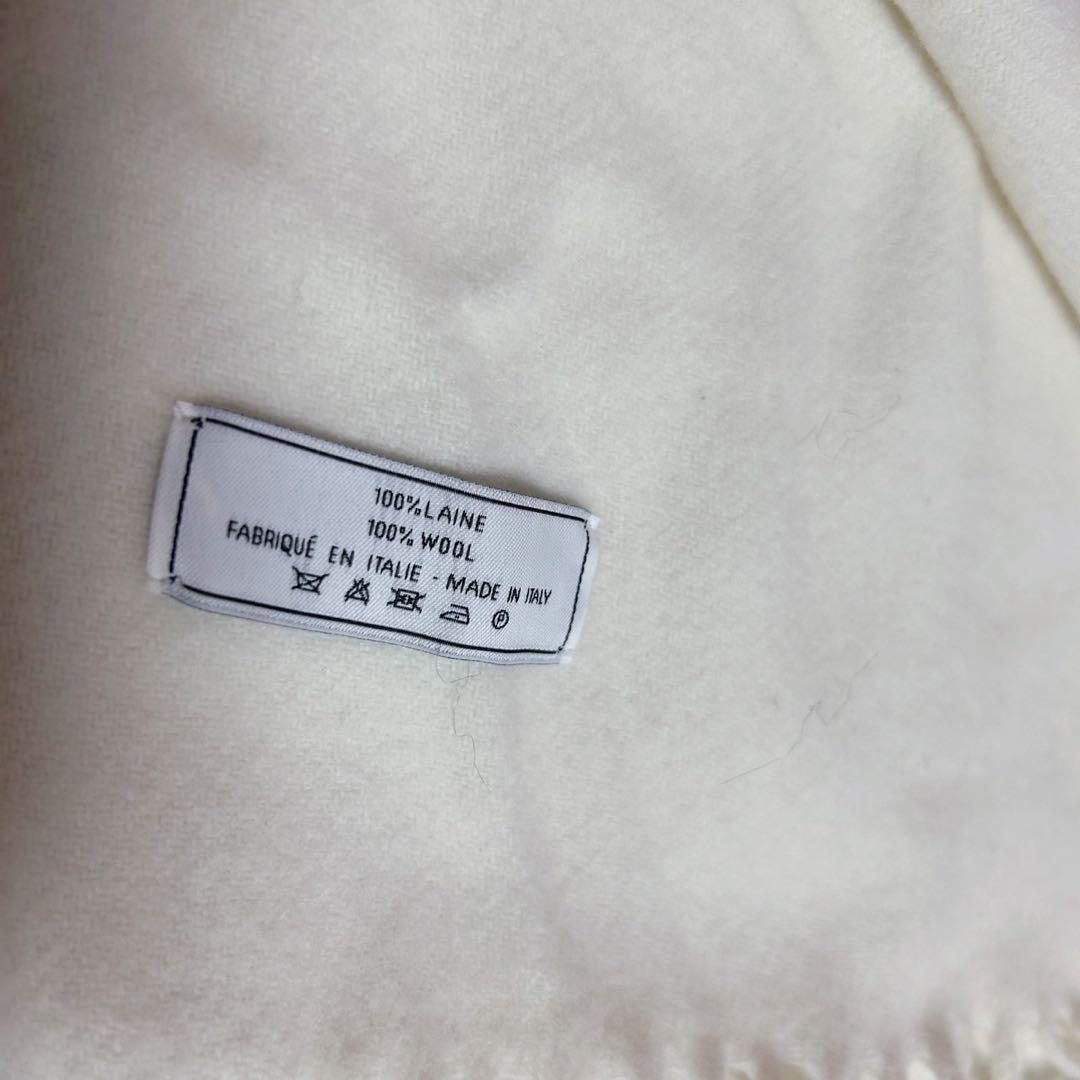 100% LAINE
100% WOOL
FABRIQUÉ EN ITALIE - MADE IN ITALY
P